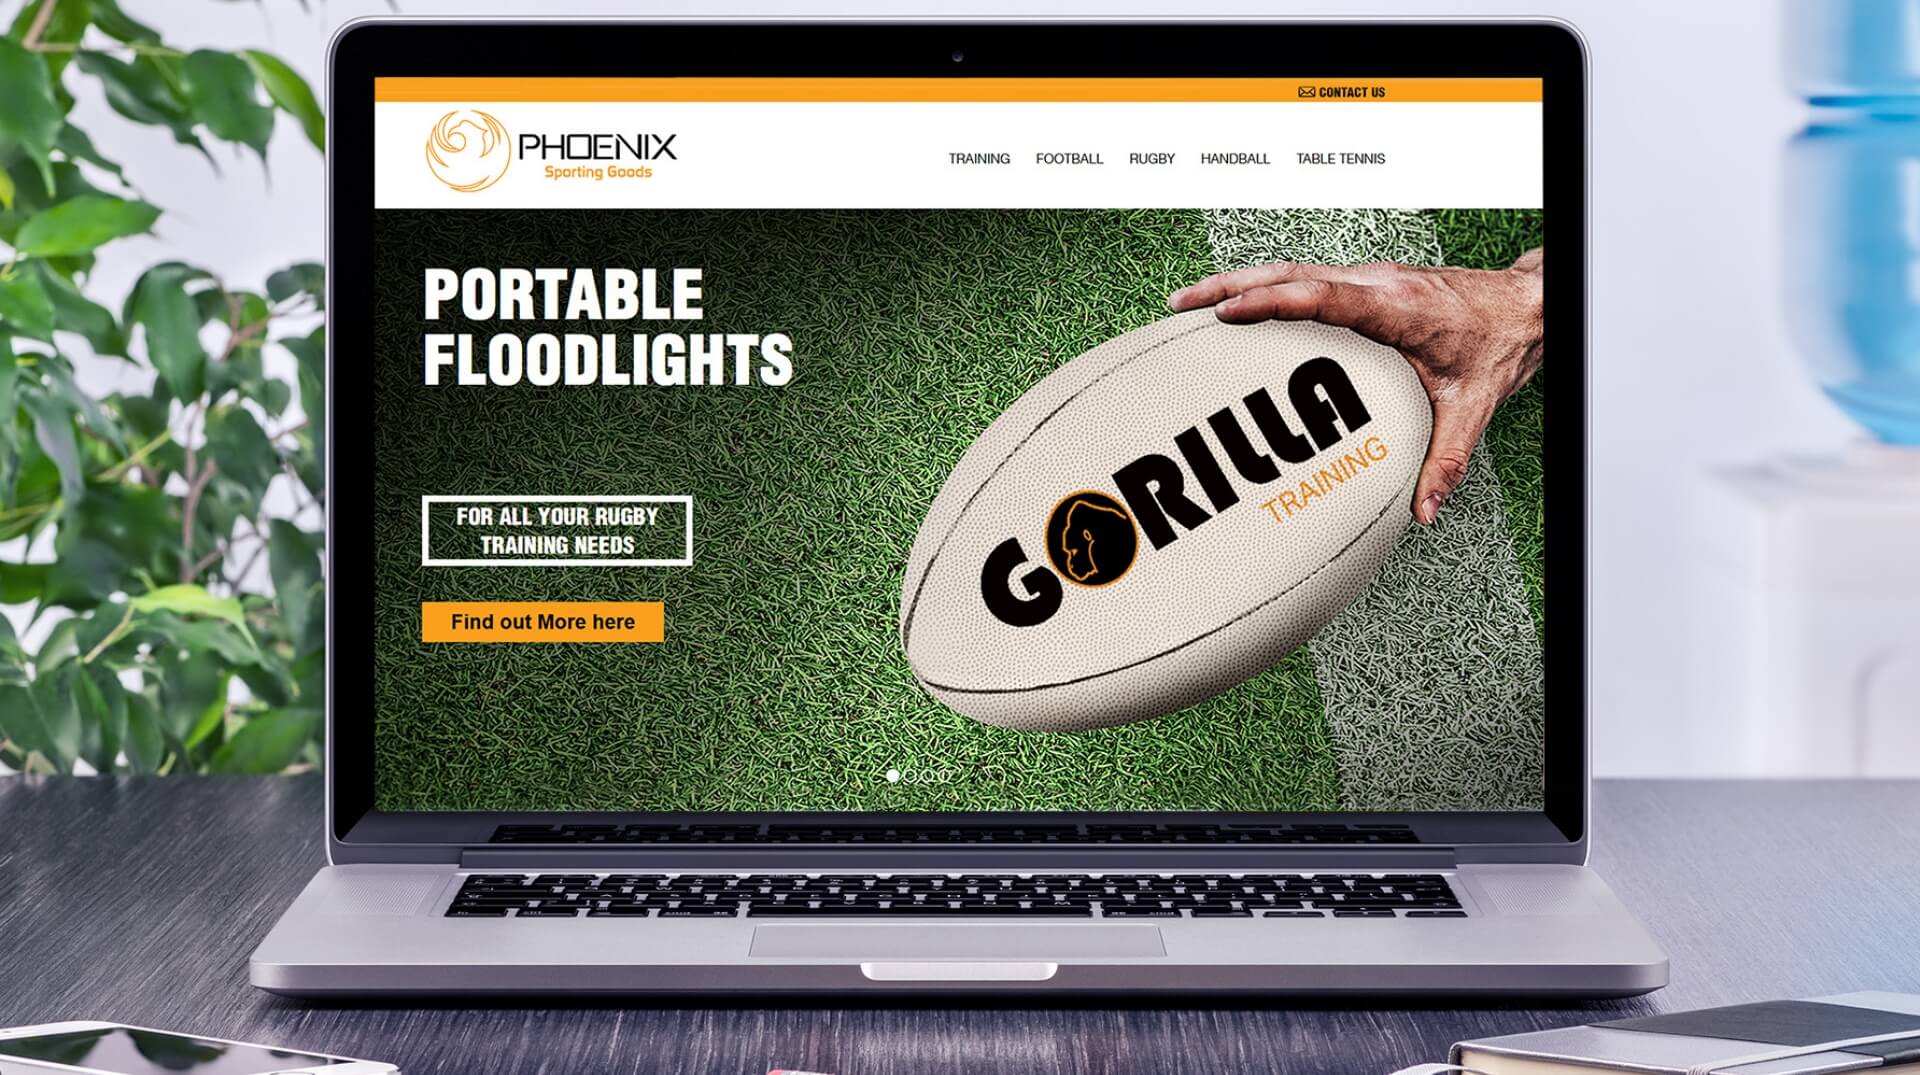 CONTACT US
PHOENIX
Sporting Goods
TRAINING FOOTBALL RUGBY HANDBALL TABLE TENNIS
PORTABLE
FLOODLIGHTS
FOR ALL YOUR RUGBY
TRAINING NEEDS
Find out More here
GORILLA
TRAINING